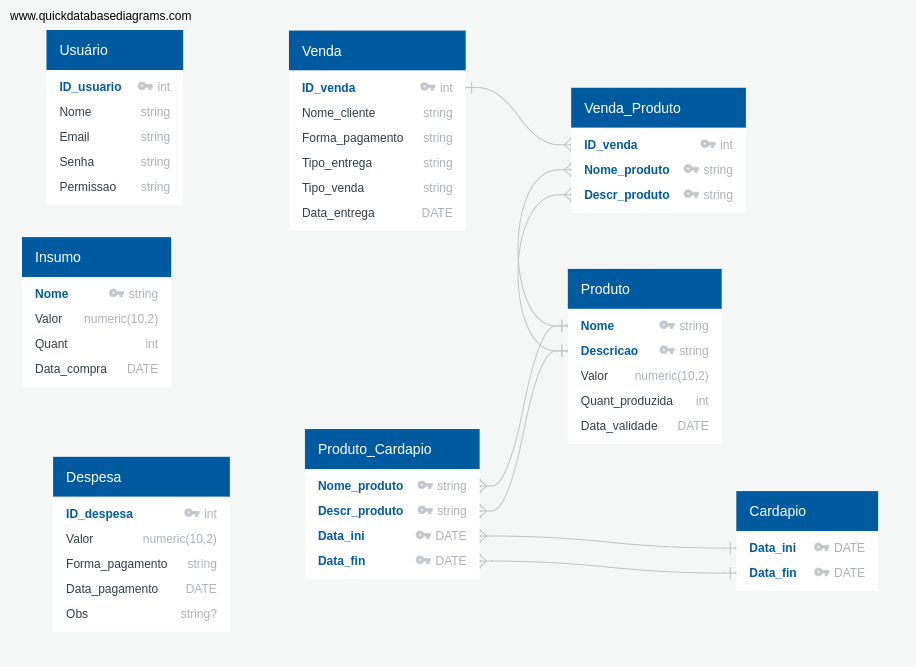 www.quickdatabasediagrams.com
Usuário
ID_usuario int
Nome string
Email string
Senha string
Permissao string
Venda
ID_venda int
Nome_cliente string
Forma_pagamento string
Tipo_entrega string
Tipo_venda string
Data_entrega DATE
Venda_Produto
ID_venda int
Nome_produto string
Descr_produto string
Insumo
Nome string
Valor numeric(10,2)
Quant int
Data_compra DATE
Produto
Nome string
Descricao string
Valor numeric(10,2)
Quant_produzida int
Data_validade DATE
Despesa
ID_despesa int
Valor numeric(10,2)
Forma_pagamento string
Data_pagamento DATE
Obs string?
Produto_Cardapio
Nome_produto string
Descr_produto string
Data_ini DATE
Data_fin DATE
Cardapio
Data_ini DATE
Data_fin DATE